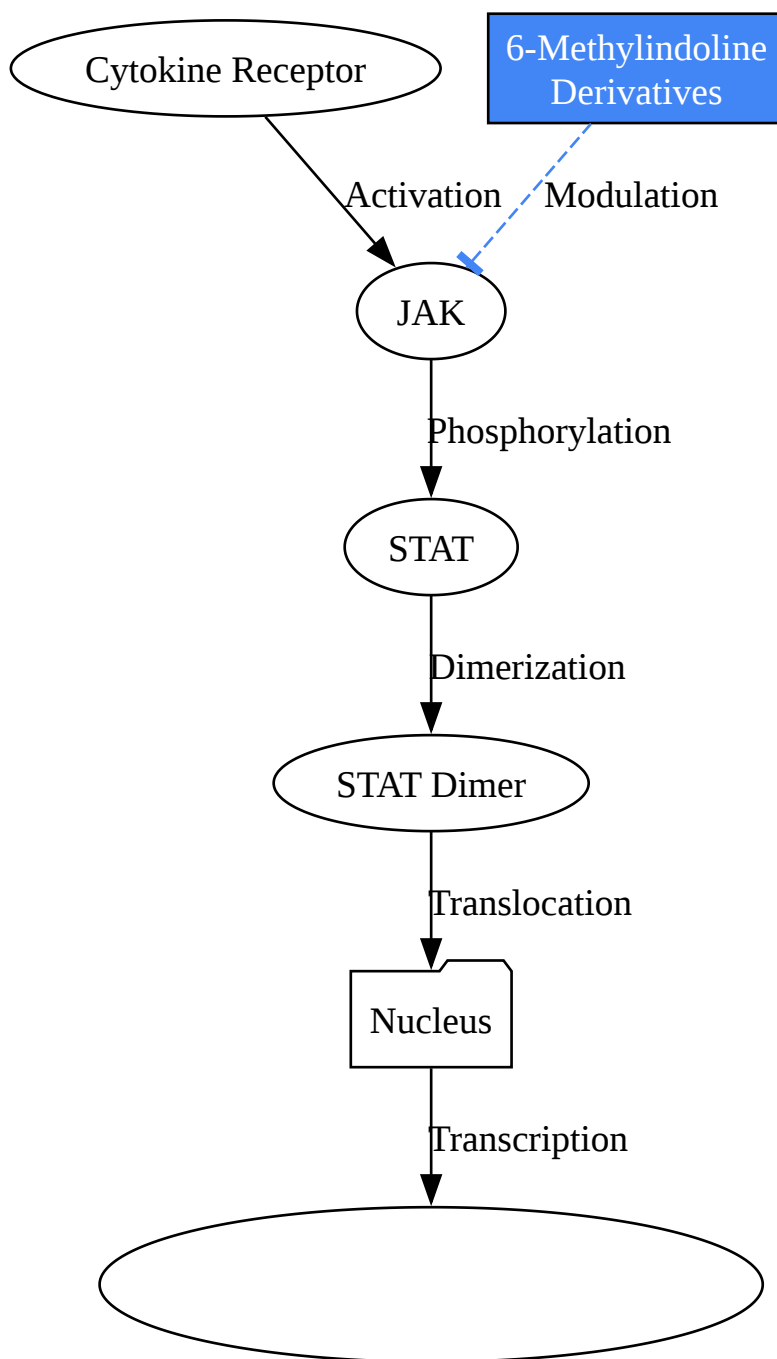 Cytokine Receptor
6-Methylindoline
Derivatives
Activation
Modulation
JAK
Phosphorylation
STAT
Dimerization
STAT Dimer
Translocation
Nucleus
Transcription